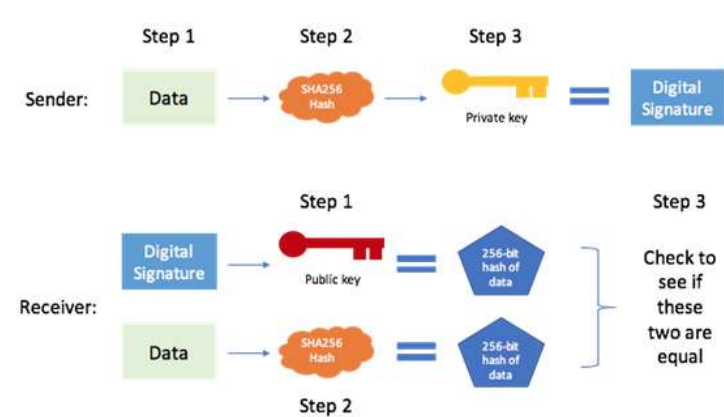 Step 1
Step 2
Step 3
Sender:
Data
SHA256
Hash
Private key
Digital
Signature
Step 1
Step 3
Receiver:
Digital
Signature
Public key
256-bit
hash of
data
Data
SHA256
Hash
Step 2
256-bit
hash of
data
Check to
see if
these
two are
equal